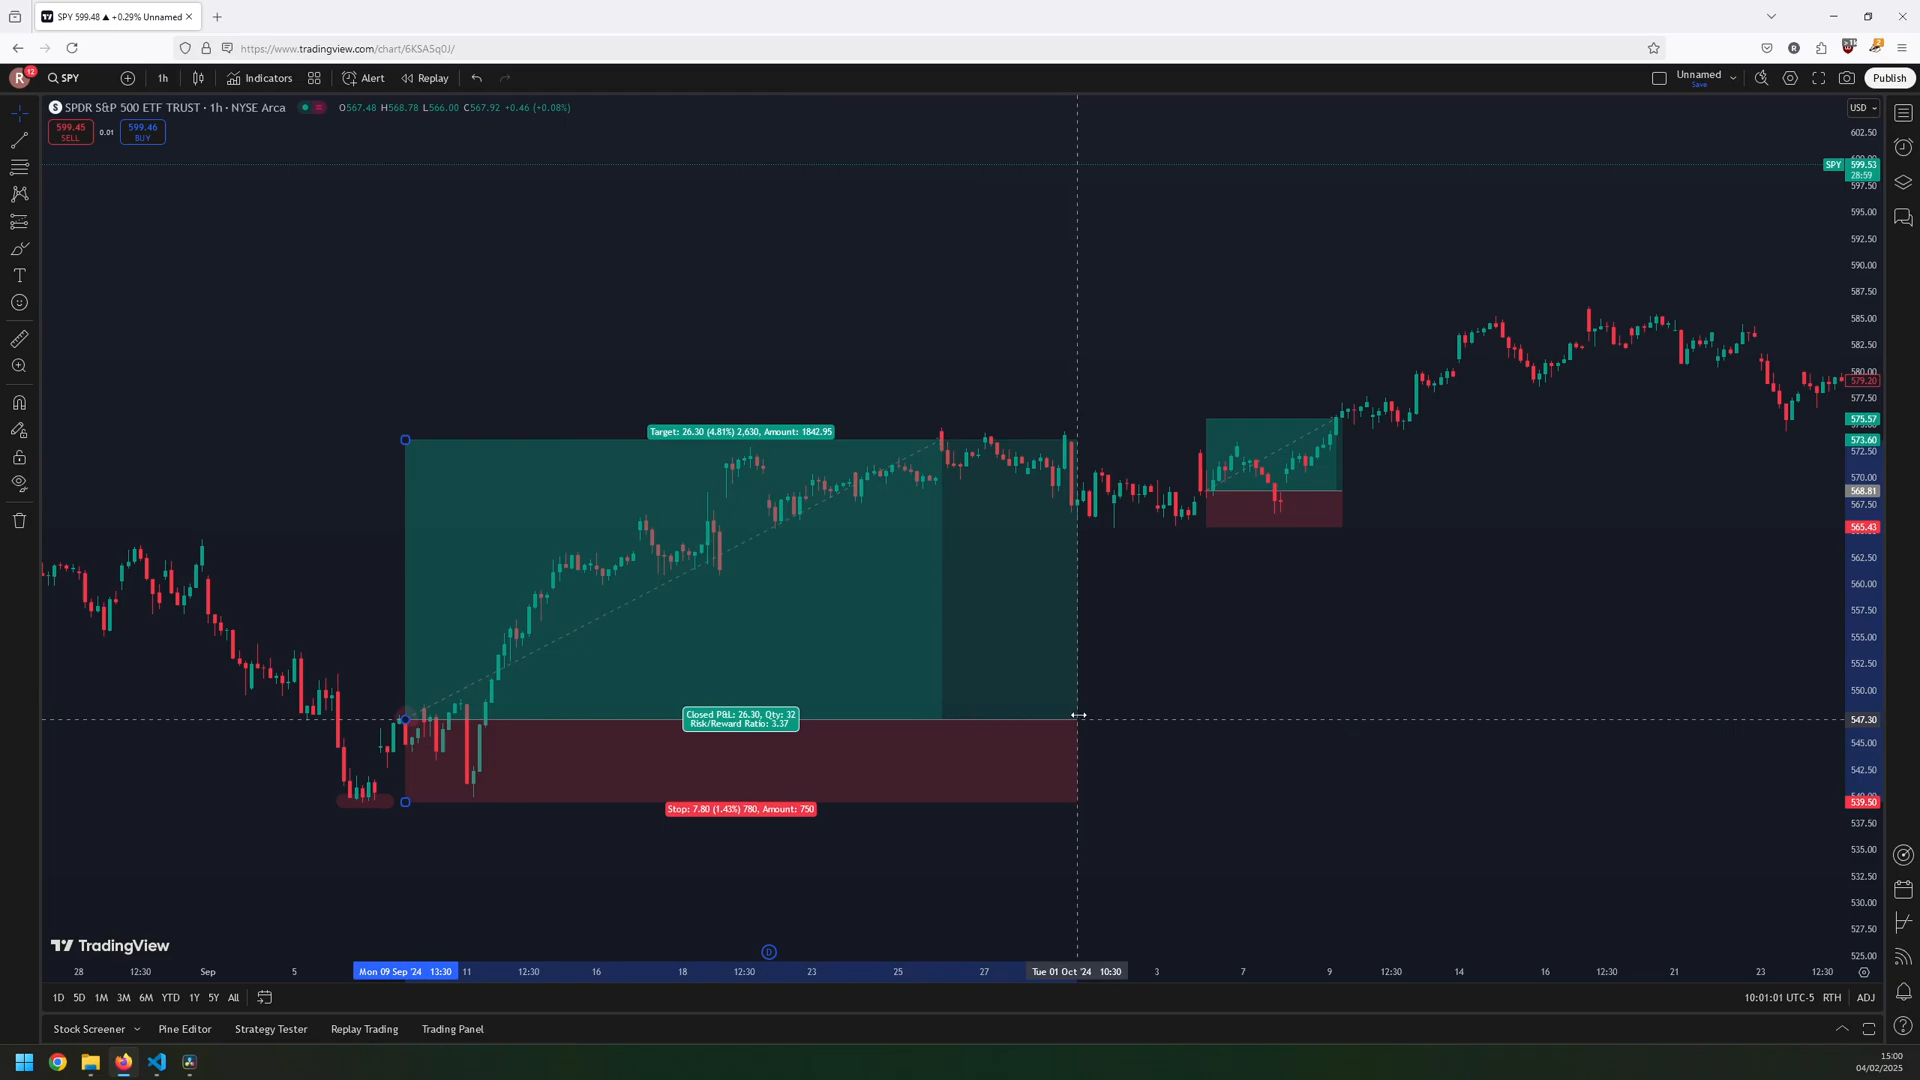 SPY 599.48 ▲ +0.29% Unnamed
https://www.tradingview.com/chart/6KSA5q0J/
R 12 SPY 1h Indicators Alert Replay Unnamed Save Publish
SPDR S&P 500 ETF TRUST · 1h · NYSE Arca O567.48 H568.78 L566.00 C567.92 +0.46 (+0.08%)
USD
599.45 SELL 0.01 599.46 BUY
602.50
SPY 599.53
28:59
597.50
595.00
592.50
590.00
587.50
585.00
582.50
580.00
579.20
577.50
575.57
573.60
572.50
570.00
568.81
567.50
565.43
562.50
560.00
557.50
555.00
552.50
550.00
547.30
545.00
542.50
539.50
537.50
535.00
532.50
530.00
527.50
525.00
Target: 26.30 (4.81%) 2,630, Amount: 1842.95
Closed P&L: 26.30, Qty: 32
Risk/Reward Ratio: 3.37
Stop: 7.80 (1.43%) 780, Amount: 750
TradingView
D
28 12:30 Sep 5 Mon 09 Sep '24 13:30 11 12:30 16 18 12:30 23 25 27 Tue 01 Oct '24 10:30 3 7 9 12:30 14 16 12:30 21 23 12:30
1D 5D 1M 3M 6M YTD 1Y 5Y All 10:01:01 UTC-5 RTH ADJ
Stock Screener Pine Editor Strategy Tester Replay Trading Trading Panel
15:00
04/02/2025